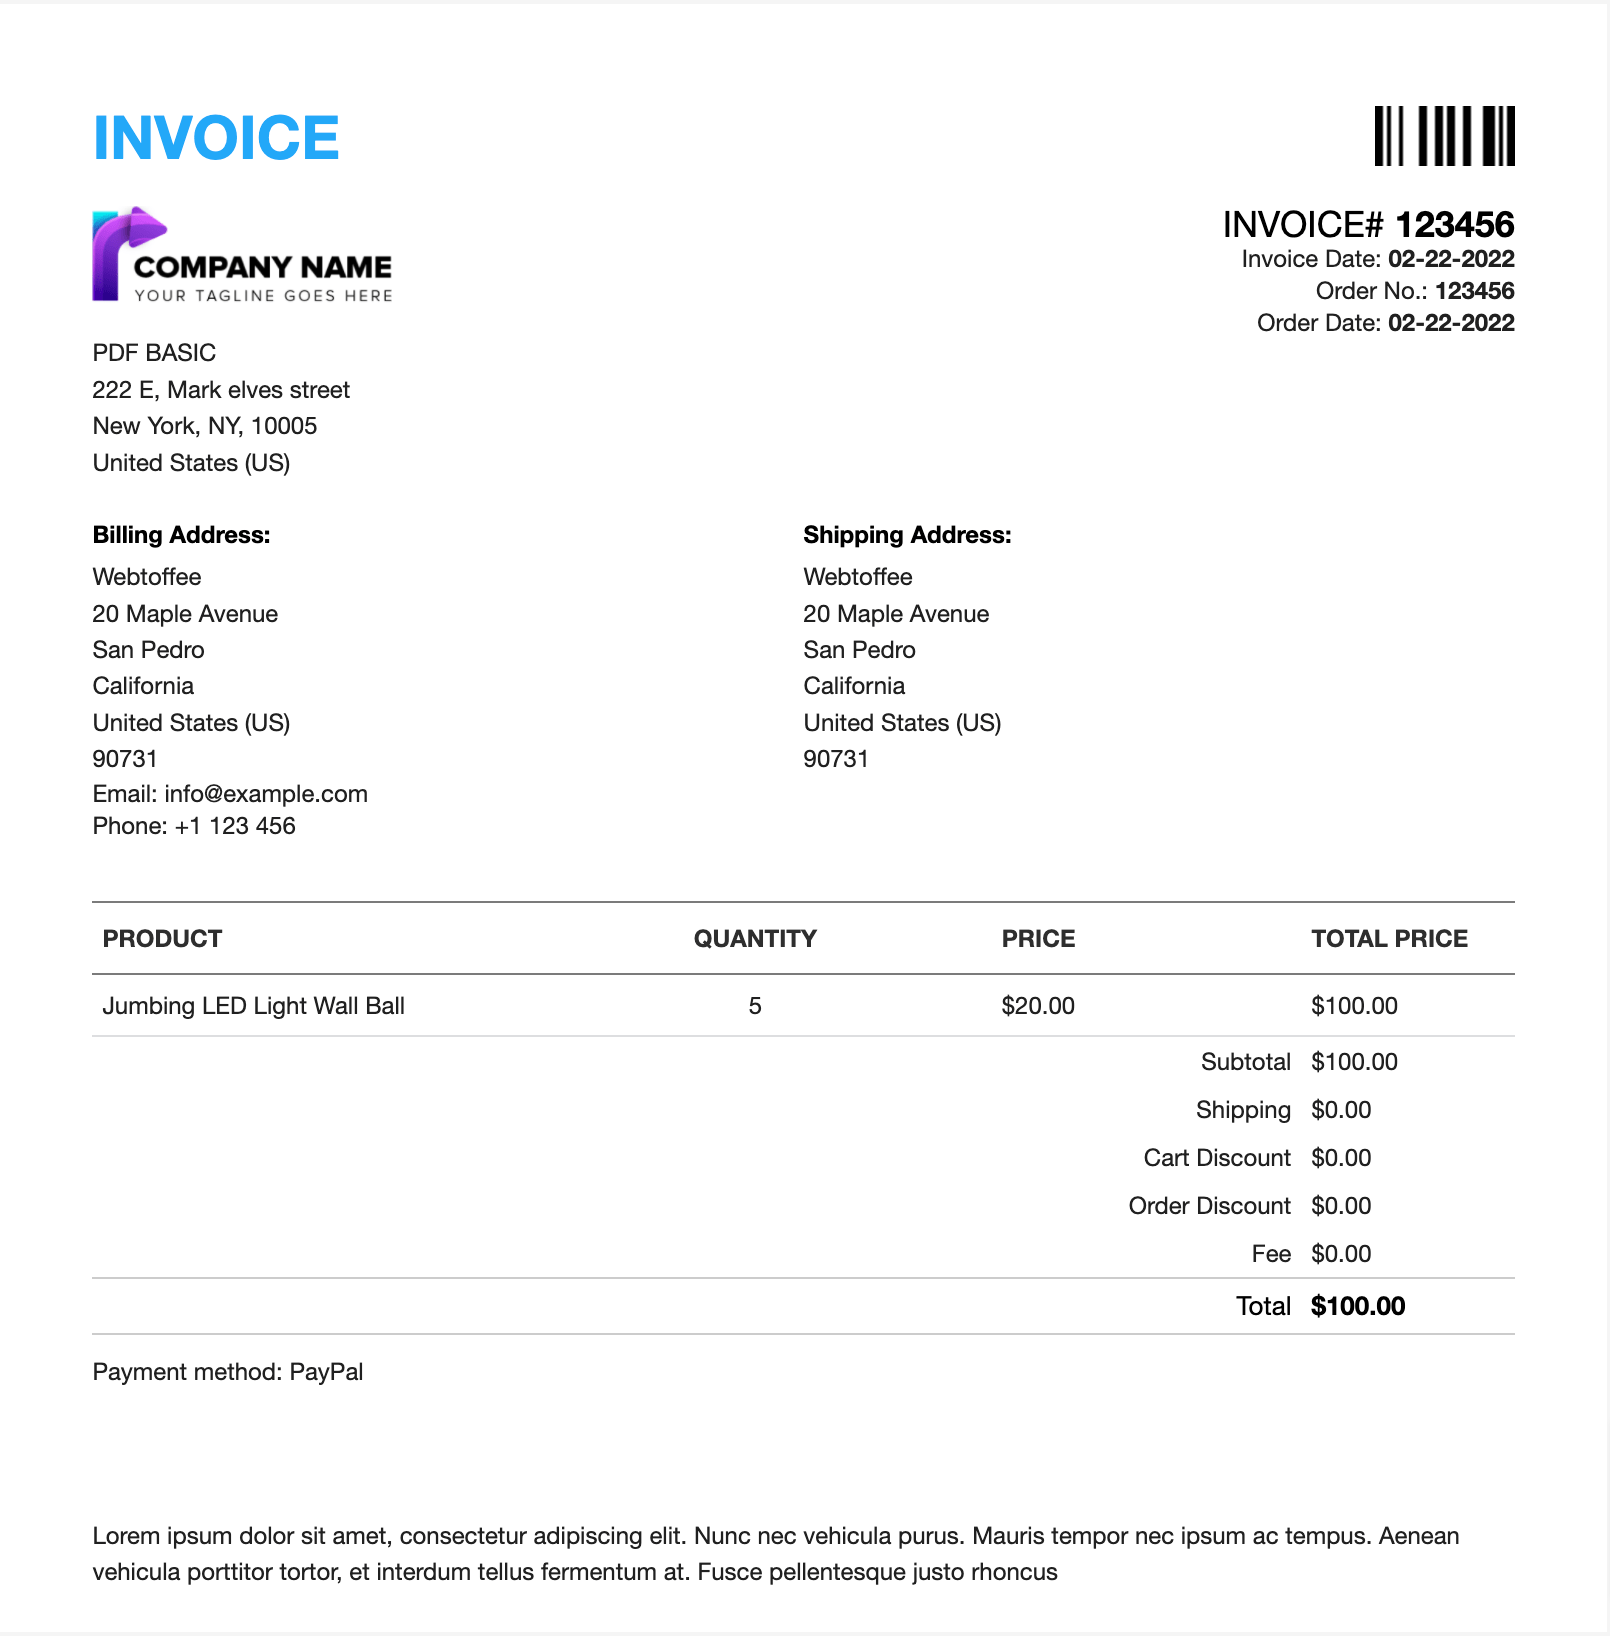 INVOICE
COMPANY NAME
YOUR TAGLINE GOES HERE
INVOICE# 123456
Invoice Date: 02-22-2022
Order No.: 123456
Order Date: 02-22-2022
PDF BASIC
222 E, Mark elves street
New York, NY, 10005
United States (US)
Billing Address:
Webtoffee
20 Maple Avenue
San Pedro
California
United States (US)
90731
Email: info@example.com
Phone: +1 123 456
Shipping Address:
Webtoffee
20 Maple Avenue
San Pedro
California
United States (US)
90731
PRODUCT QUANTITY PRICE TOTAL PRICE
Jumbing LED Light Wall Ball 5 $20.00 $100.00
Subtotal $100.00
Shipping $0.00
Cart Discount $0.00
Order Discount $0.00
Fee $0.00
Total $100.00
Payment method: PayPal
Lorem ipsum dolor sit amet, consectetur adipiscing elit. Nunc nec vehicula purus. Mauris tempor nec ipsum ac tempus. Aenean
vehicula porttitor tortor, et interdum tellus fermentum at. Fusce pellentesque justo rhoncus